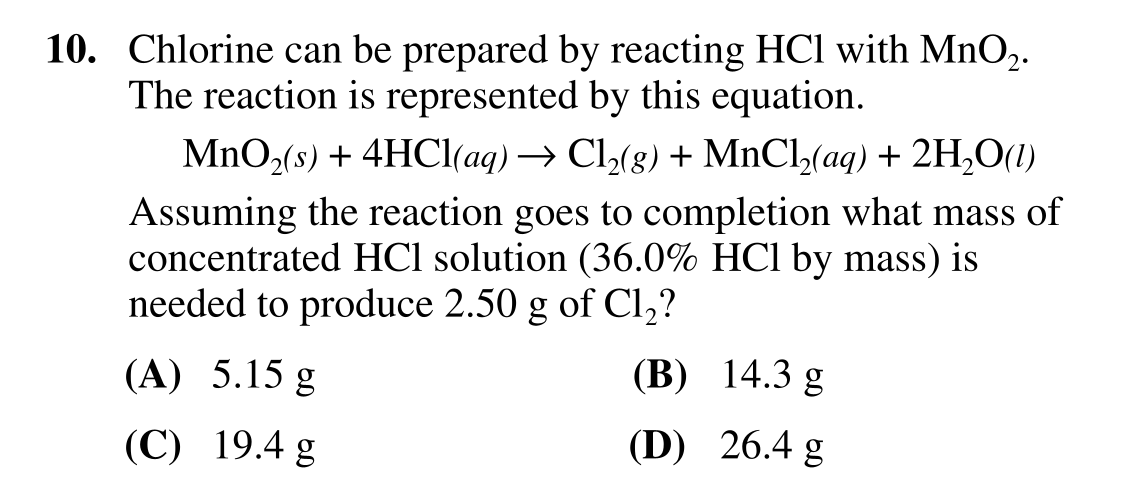 10. Chlorine can be prepared by reacting HCl with MnO₂.
The reaction is represented by this equation.
MnO₂(s) + 4HCl(aq) → Cl₂(g) + MnCl₂(aq) + 2H₂O(l)
Assuming the reaction goes to completion what mass of
concentrated HCl solution (36.0% HCl by mass) is
needed to produce 2.50 g of Cl₂?
(A) 5.15 g (B) 14.3 g
(C) 19.4 g (D) 26.4 g